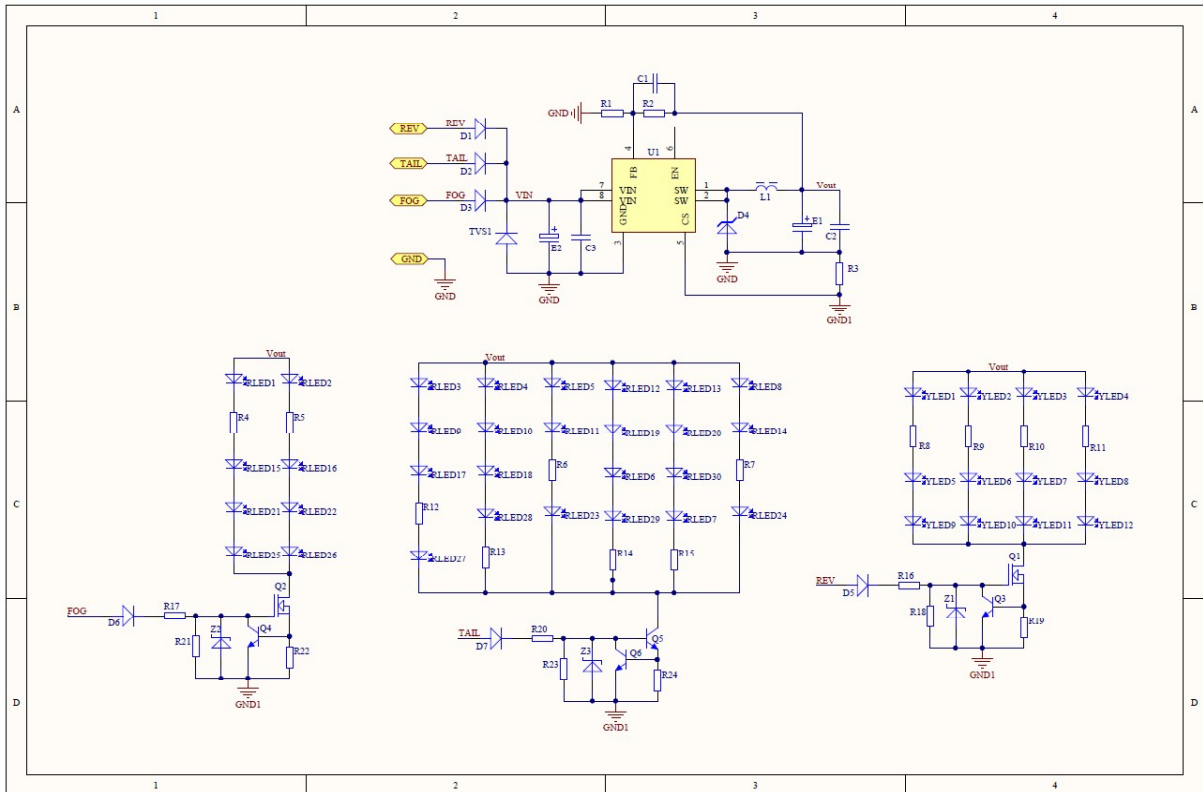 1 2 3 4
A A
B B
C C
D D
1 2 3 4
C1
R1 R2
GND
REV REV D1
TAIL TAIL D2
FOG FOG D3
VIN
TVS1
E2
C3
GND
GND
GND
U1
4 FB
6 EN
7 VIN
8 VIN
GND 3
SW 1
SW 2
CS 5
D4
GND
L1
Vout
E1
C2
R3
GND1
Vout
RLED1 RLED2
R4 R5
RLED15 RLED16
RLED21 RLED22
RLED25 RLED26
Q2
FOG
D6
R17
R21
Z2
Q4
R22
GND1
Vout
RLED3 RLED4 RLED5 RLED12 RLED13 RLED8
RLED9 RLED10 RLED11 RLED19 RLED20 RLED14
RLED17 RLED18 R6 RLED6 RLED30 R7
R12 RLED28 RLED23 RLED29 RLED7 RLED24
RLED27 R13 R14 R15
TAIL
D7
R20
R23
Z3
Q6
Q5
R24
GND1
Vout
YLED1 YLED2 YLED3 YLED4
R8 R9 R10 R11
YLED5 YLED6 YLED7 YLED8
YLED9 YLED10 YLED11 YLED12
Q1
REV
D5
R16
R18
Z1
Q3
R19
GND1